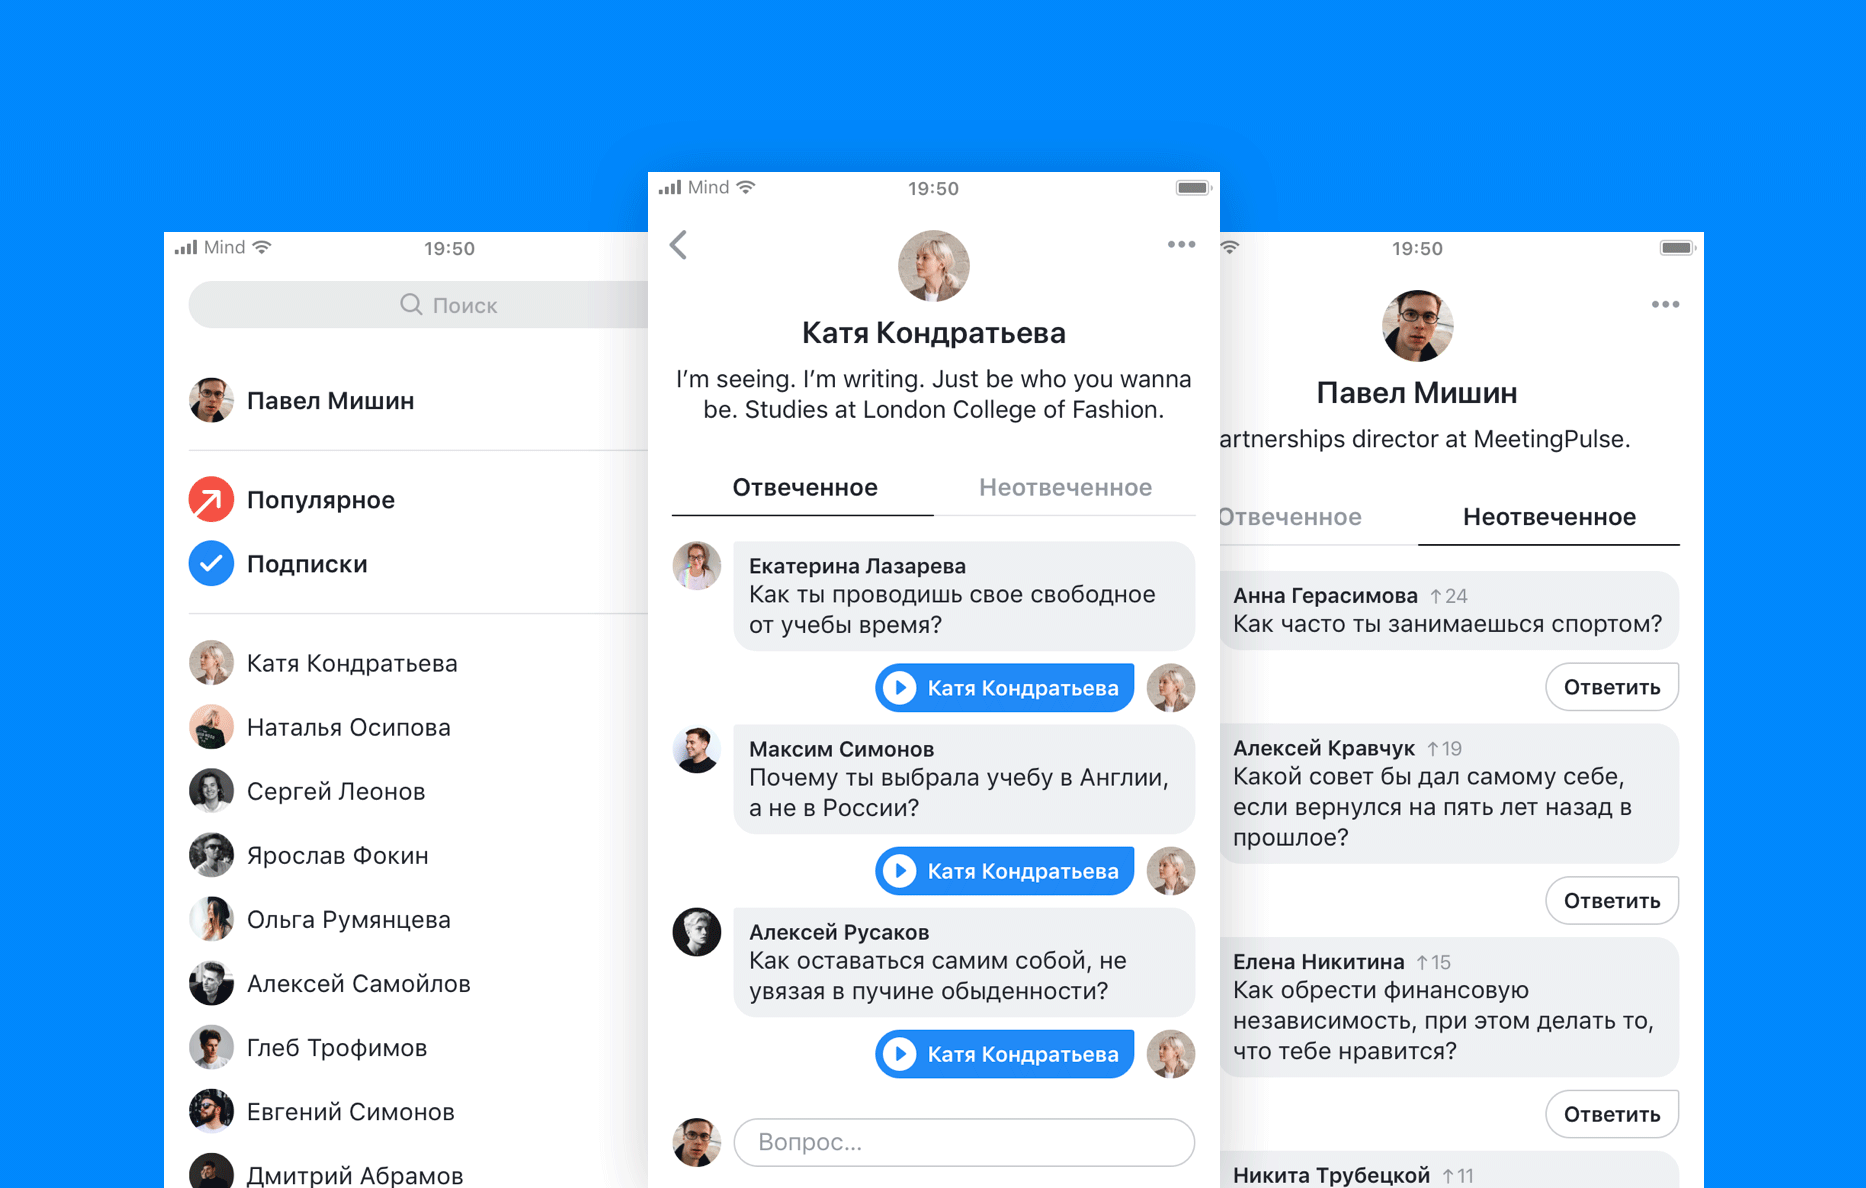 Mind
19:50
Поиск
Павел Мишин
Популярное
Подписки
Катя Кондратьева
Наталья Осипова
Сергей Леонов
Ярослав Фокин
Ольга Румянцева
Алексей Самойлов
Глеб Трофимов
Евгений Симонов
Дмитрий Абрамов
Mind
19:50
Катя Кондратьева
I’m seeing. I’m writing. Just be who you wanna
be. Studies at London College of Fashion.
Отвеченное
Неотвеченное
Екатерина Лазарева
Как ты проводишь свое свободное
от учебы время?
Катя Кондратьева
Максим Симонов
Почему ты выбрала учебу в Англии,
а не в России?
Катя Кондратьева
Алексей Русаков
Как оставаться самим собой, не
увязая в пучине обыденности?
Катя Кондратьева
Вопрос...
19:50
Павел Мишин
artnerships director at MeetingPulse.
Отвеченное
Неотвеченное
Анна Герасимова ↑24
Как часто ты занимаешься спортом?
Ответить
Алексей Кравчук ↑19
Какой совет бы дал самому себе,
если вернулся на пять лет назад в
прошлое?
Ответить
Елена Никитина ↑15
Как обрести финансовую
независимость, при этом делать то,
что тебе нравится?
Ответить
Никита Трубецкой ↑11